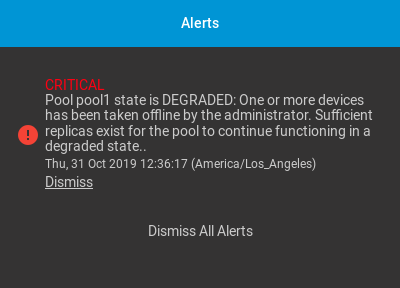 Alerts
CRITICAL
Pool pool1 state is DEGRADED: One or more devices
has been taken offline by the administrator. Sufficient
replicas exist for the pool to continue functioning in a
degraded state..
Thu, 31 Oct 2019 12:36:17 (America/Los_Angeles)
Dismiss
Dismiss All Alerts